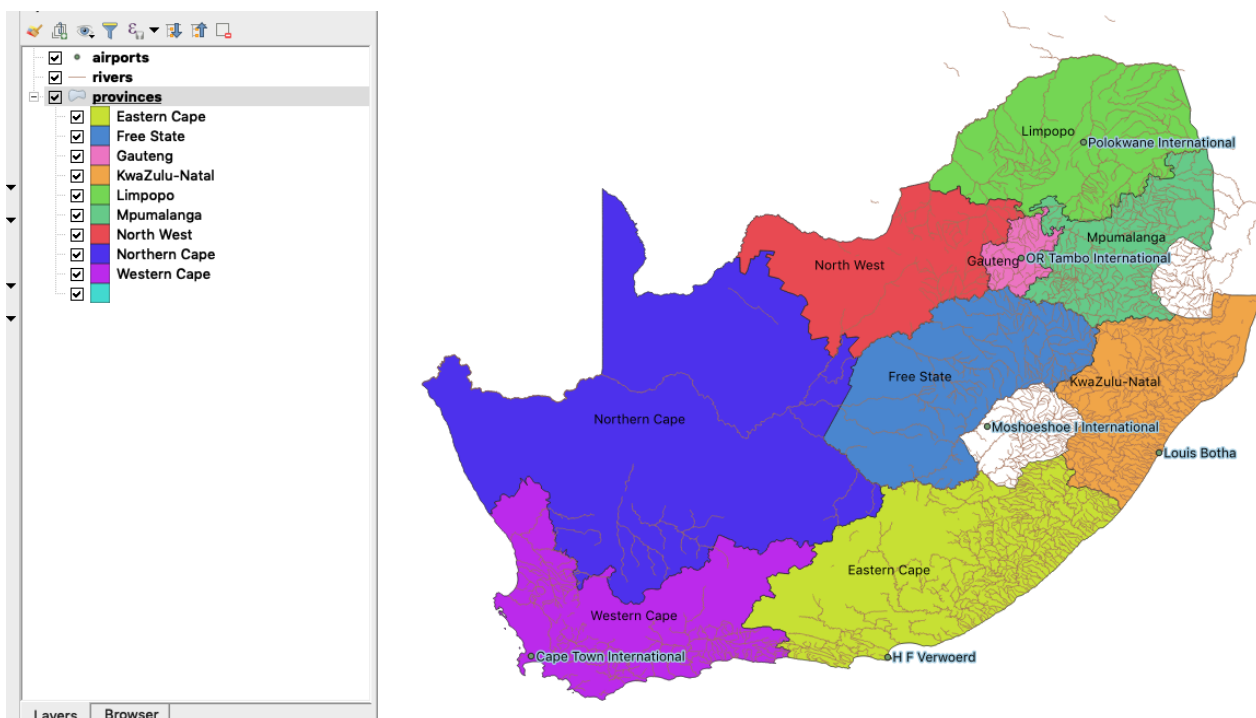 airports
rivers
provinces
Eastern Cape
Free State
Gauteng
KwaZulu-Natal
Limpopo
Mpumalanga
North West
Northern Cape
Western Cape
Layers
Browser
Limpopo
Polokwane International
Mpumalanga
North West
Gauteng
OR Tambo International
Free State
KwaZulu-Natal
Northern Cape
Moshoeshoe I International
Louis Botha
Eastern Cape
Western Cape
Cape Town International
H F Verwoerd